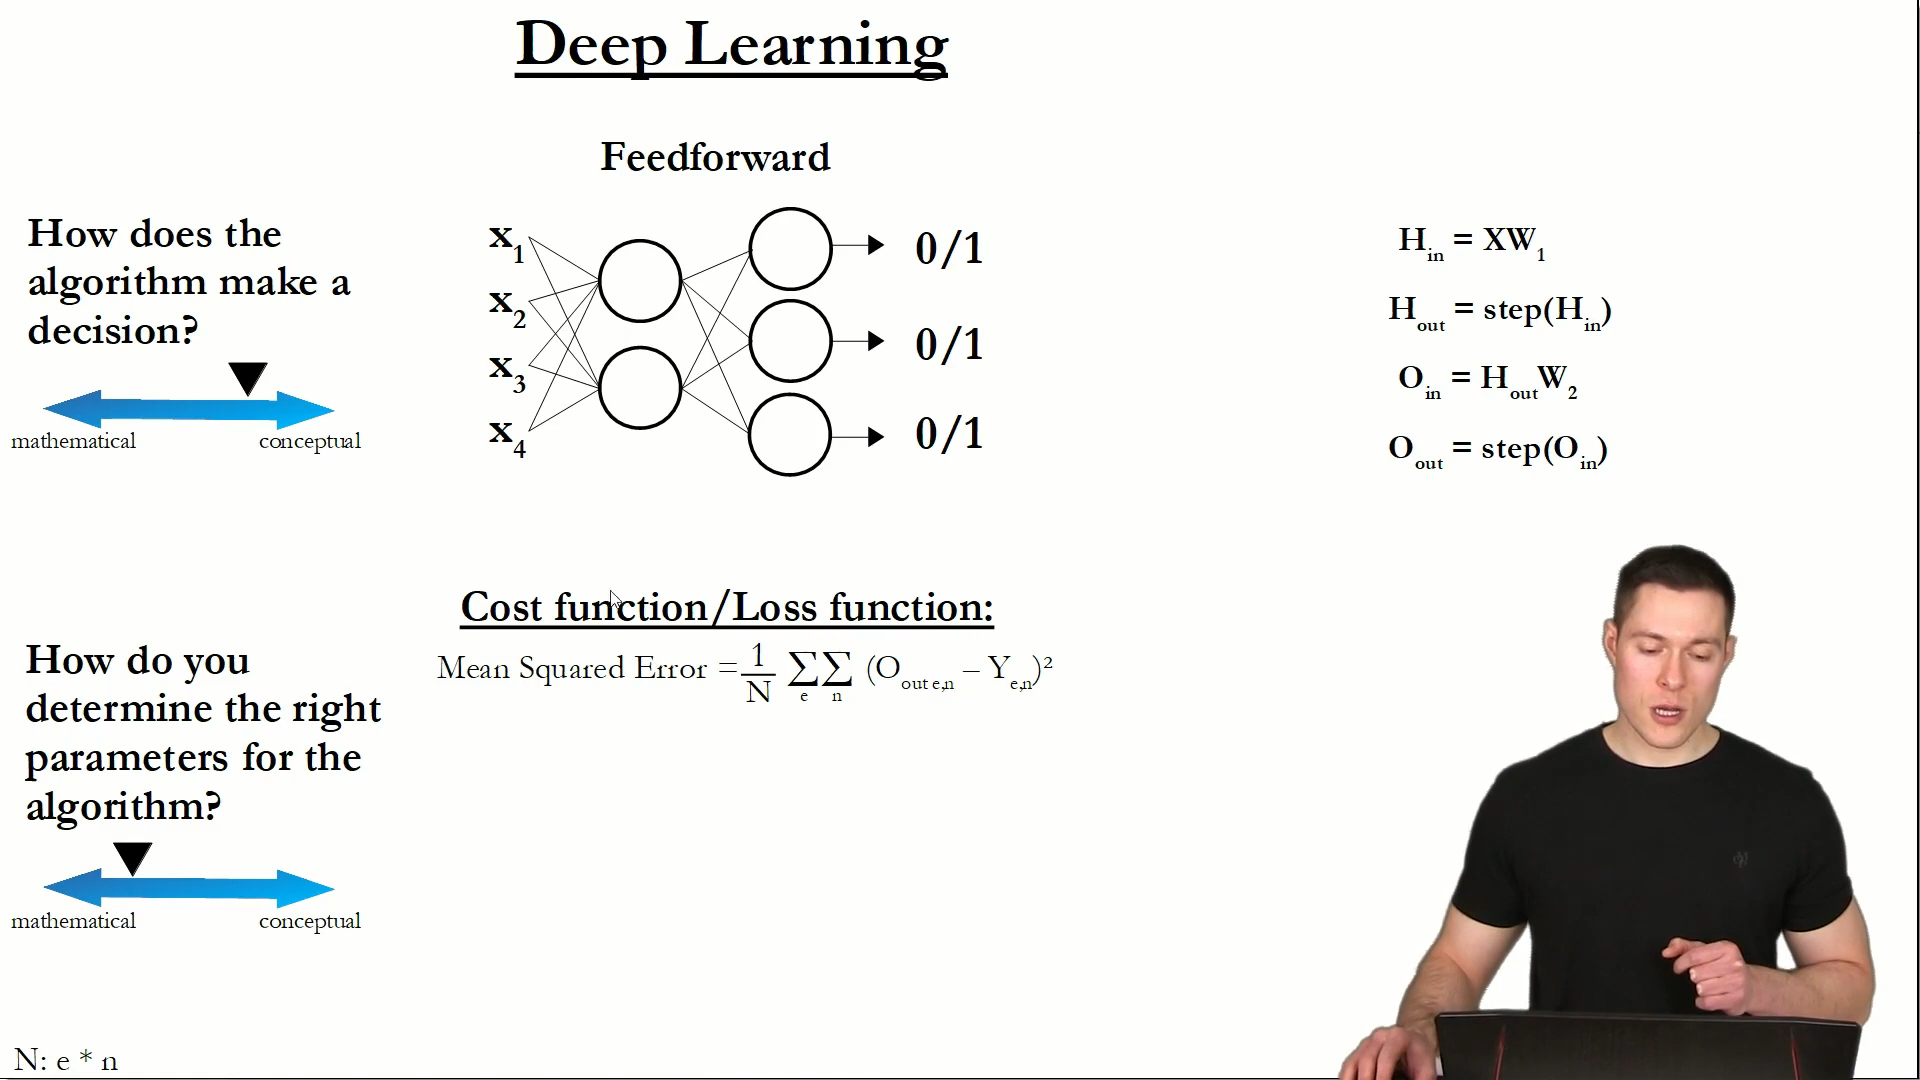 Deep Learning
Feedforward
How does the
algorithm make a
decision?
mathematical
conceptual
x1
x2
x3
x4
0/1
0/1
0/1
Hin = XW1
Hout = step(Hin)
Oin = HoutW2
Oout = step(Oin)
Cost function/Loss function:
Mean Squared Error = 1/N ∑e ∑n (Oout e,n – Ye,n)²
How do you
determine the right
parameters for the
algorithm?
mathematical
conceptual
N: e * n